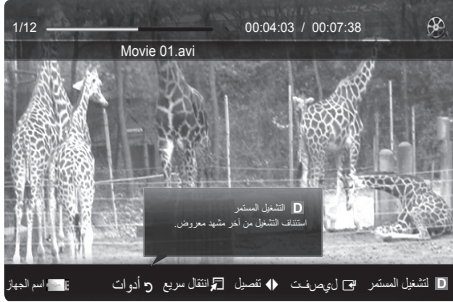 1/12
00:04:03 / 00:07:38
Movie 01.avi
D التشغيل المستمر
استئناف التشغيل من آخر مشهد معروض.
D لتشغيل المستمر ليصفت تفصيل انتقال سريع أدوات اسم الجهاز